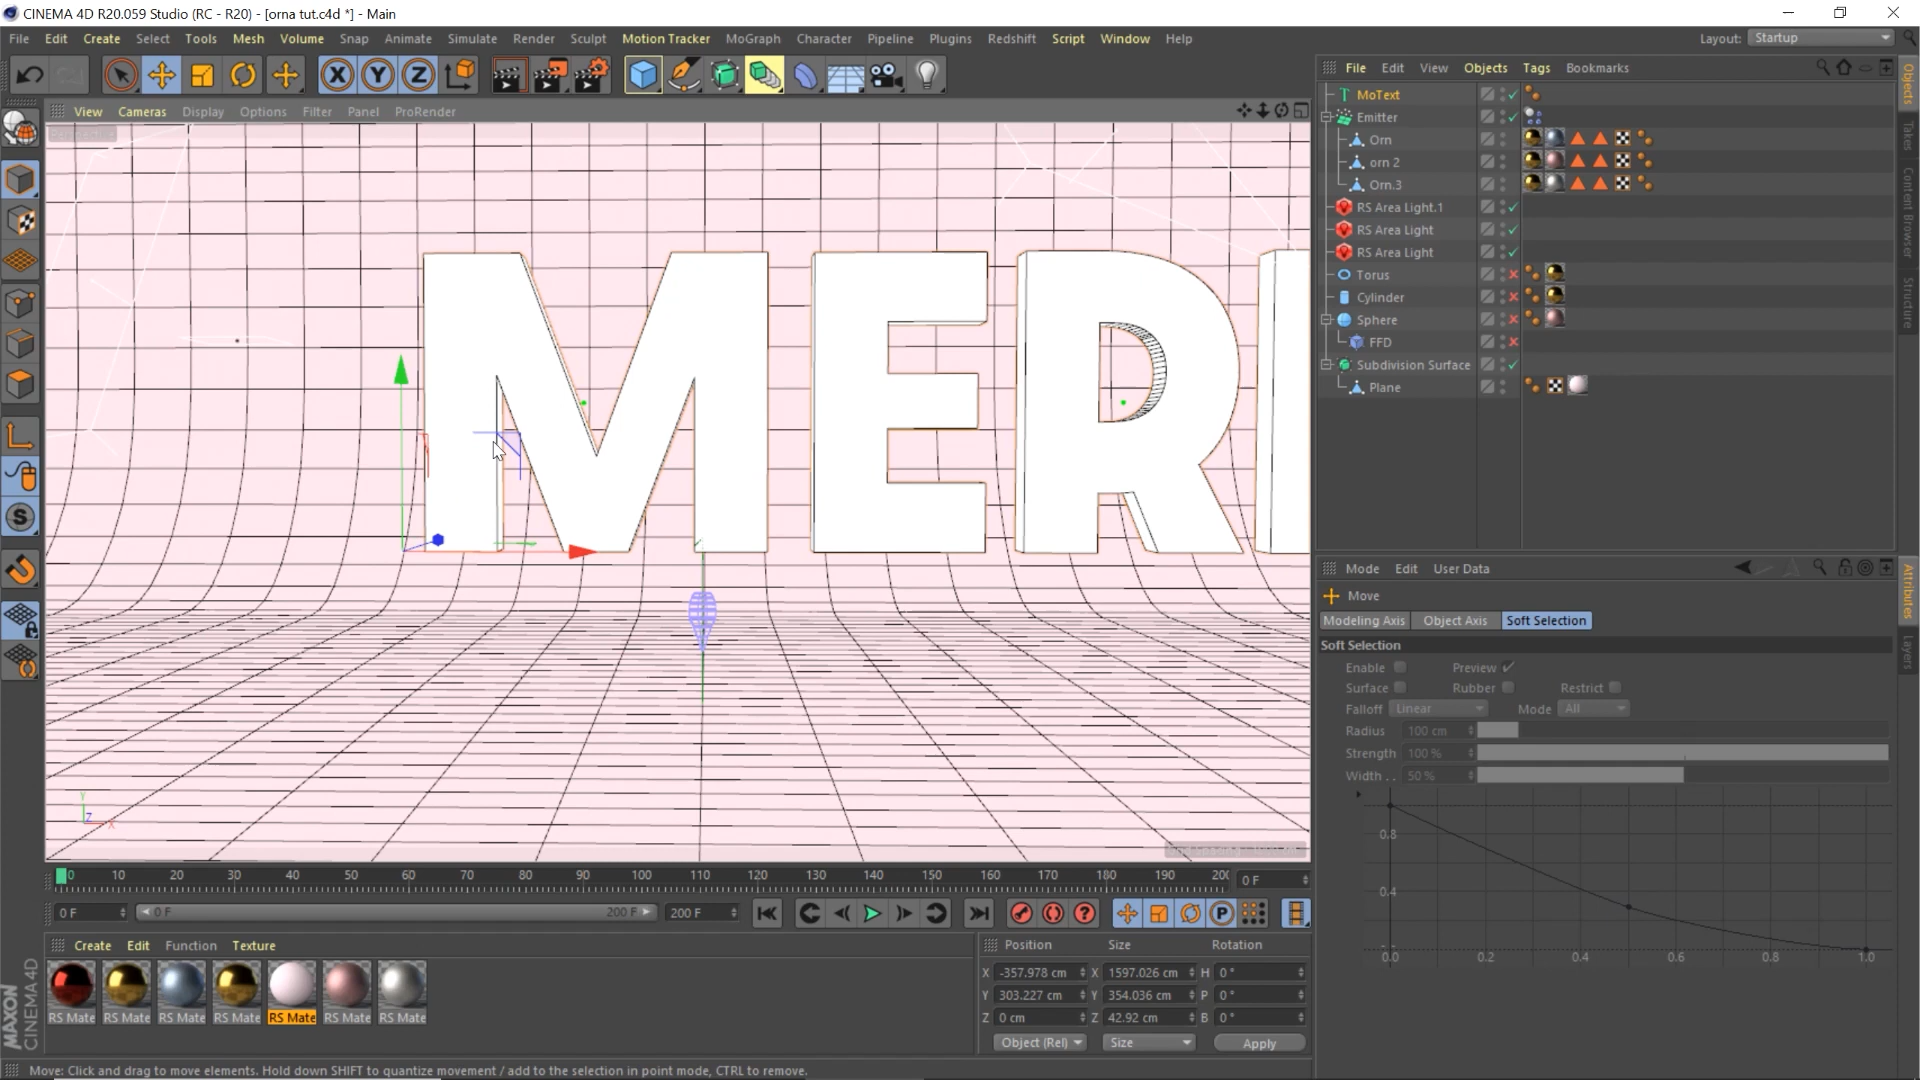 CINEMA 4D R20.059 Studio (RC - R20) - [orna tut.c4d *] - Main
File Edit Create Select Tools Mesh Volume Snap Animate Simulate Render Sculpt Motion Tracker MoGraph Character Pipeline Plugins Redshift Script Window Help
Layout: Startup
X Y Z
File Edit View Objects Tags Bookmarks
View Cameras Display Options Filter Panel ProRender
MoText
Emitter
Orn
orn 2
Orn.3
RS Area Light.1
RS Area Light
RS Area Light
Torus
Cylinder
Sphere
FFD
Subdivision Surface
Plane
Objects
Takes
Content Browser
Structure
MER
Y
Z
X
S
Mode Edit User Data
Move
Modeling Axis Object Axis Soft Selection
Soft Selection
Enable Preview
Surface Rubber Restrict
Falloff Linear Mode All
Radius 100 cm
Strength 100 %
Width . . 50 %
0.8
0.4
0.0 0.2 0.4 0.6 0.8 1.0
Attributes
Layers
0 10 20 30 40 50 60 70 80 90 100 110 120 130 140 150 160 170 180 190 20
0 F
0 F 0 F 200 F 200 F
P
Create Edit Function Texture
RS Mate RS Mate RS Mate RS Mate RS Mate RS Mate RS Mate
Position Size Rotation
X -357.978 cm X 1597.026 cm H 0 °
Y 303.227 cm Y 354.036 cm P 0 °
Z 0 cm Z 42.92 cm B 0 °
Object (Rel) Size Apply
MAXON
CINEMA 4D
Move: Click and drag to move elements. Hold down SHIFT to quantize movement / add to the selection in point mode, CTRL to remove.